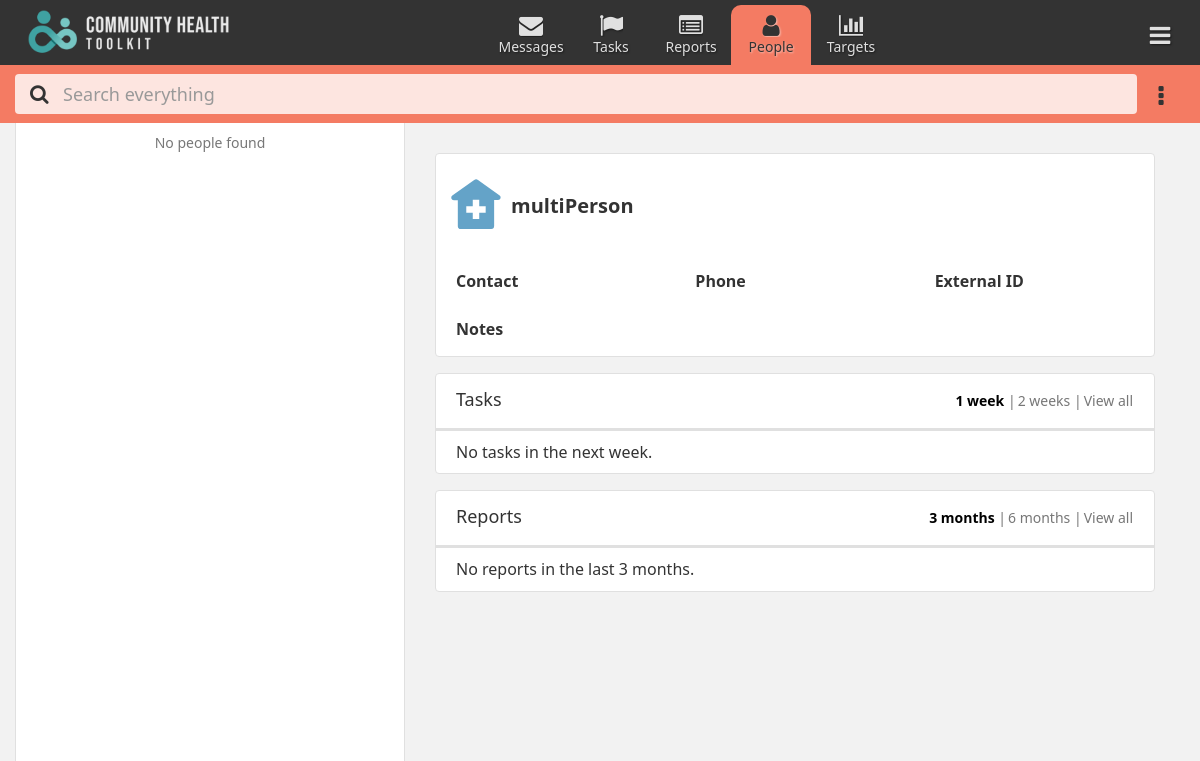 COMMUNITY HEALTH
TOOLKIT
Messages
Tasks
Reports
People
Targets
Search everything
No people found
multiPerson
Contact
Phone
External ID
Notes
Tasks
1 week | 2 weeks | View all
No tasks in the next week.
Reports
3 months | 6 months | View all
No reports in the last 3 months.